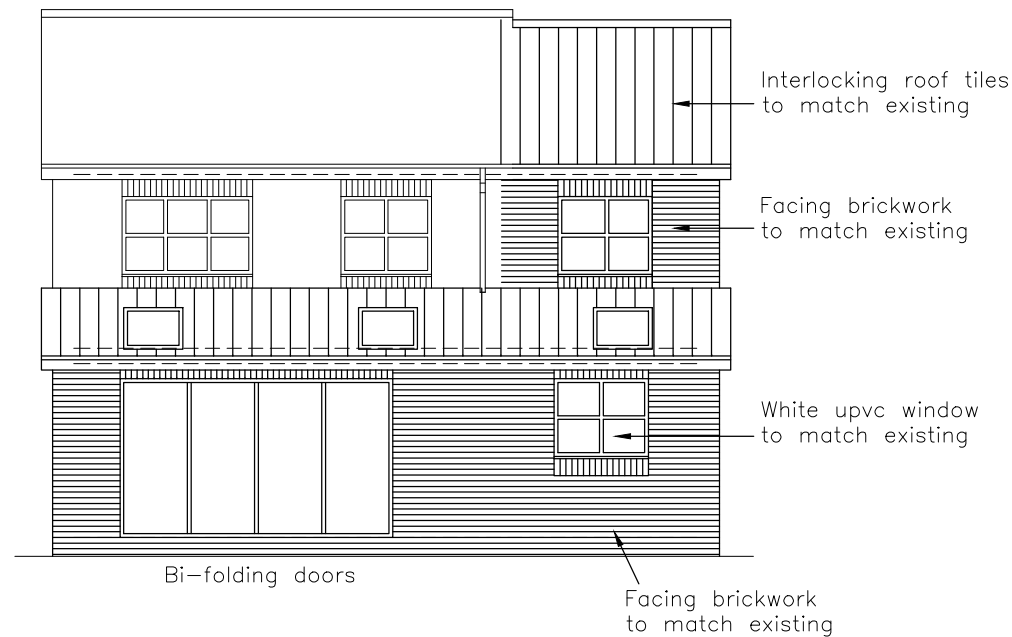 Interlocking roof tiles
to match existing
Facing brickwork
to match existing
White upvc window
to match existing
Bi-folding doors
Facing brickwork
to match existing